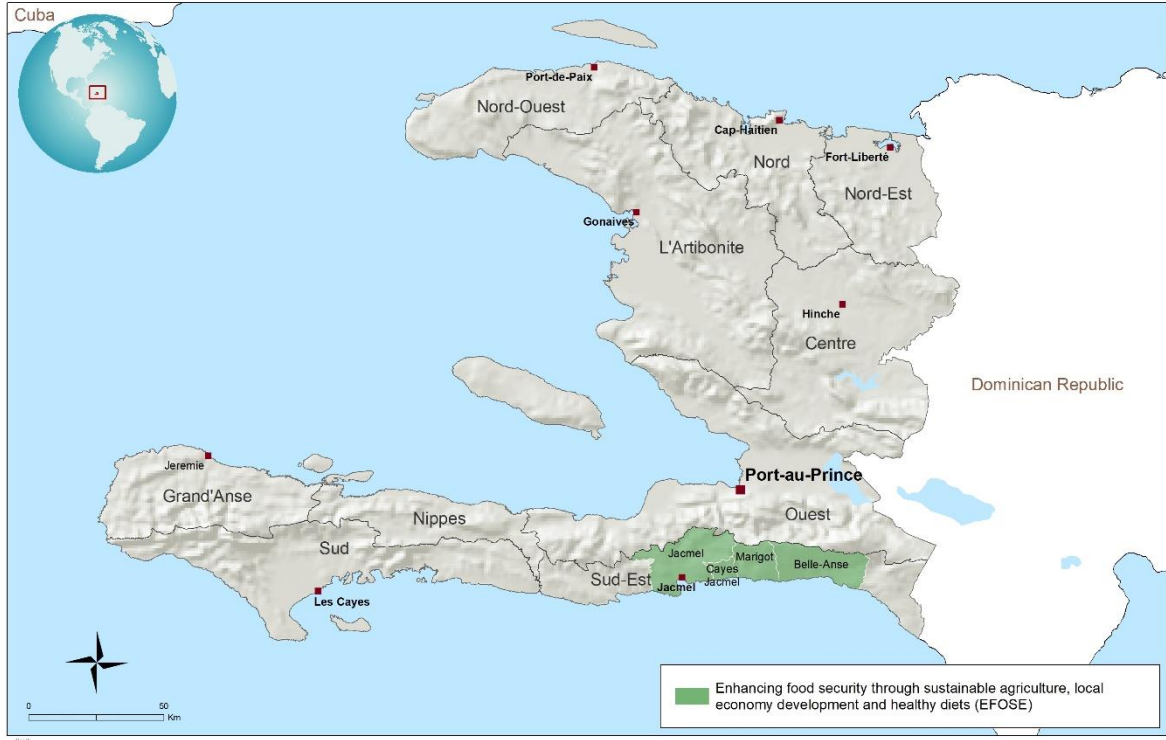 Cuba
Port-de-Paix
Nord-Ouest
Cap-Haitien
Nord
Fort-Liberté
Nord-Est
Gonaives
L'Artibonite
Hinche
Centre
Dominican Republic
Jeremie
Grand'Anse
Port-au-Prince
Nippes
Ouest
Sud
Jacmel
Marigot
Cayes
Jacmel
Belle-Anse
Sud-Est
Jacmel
Les Cayes
0 50
Km
Enhancing food security through sustainable agriculture, local
economy development and healthy diets (EFOSE)